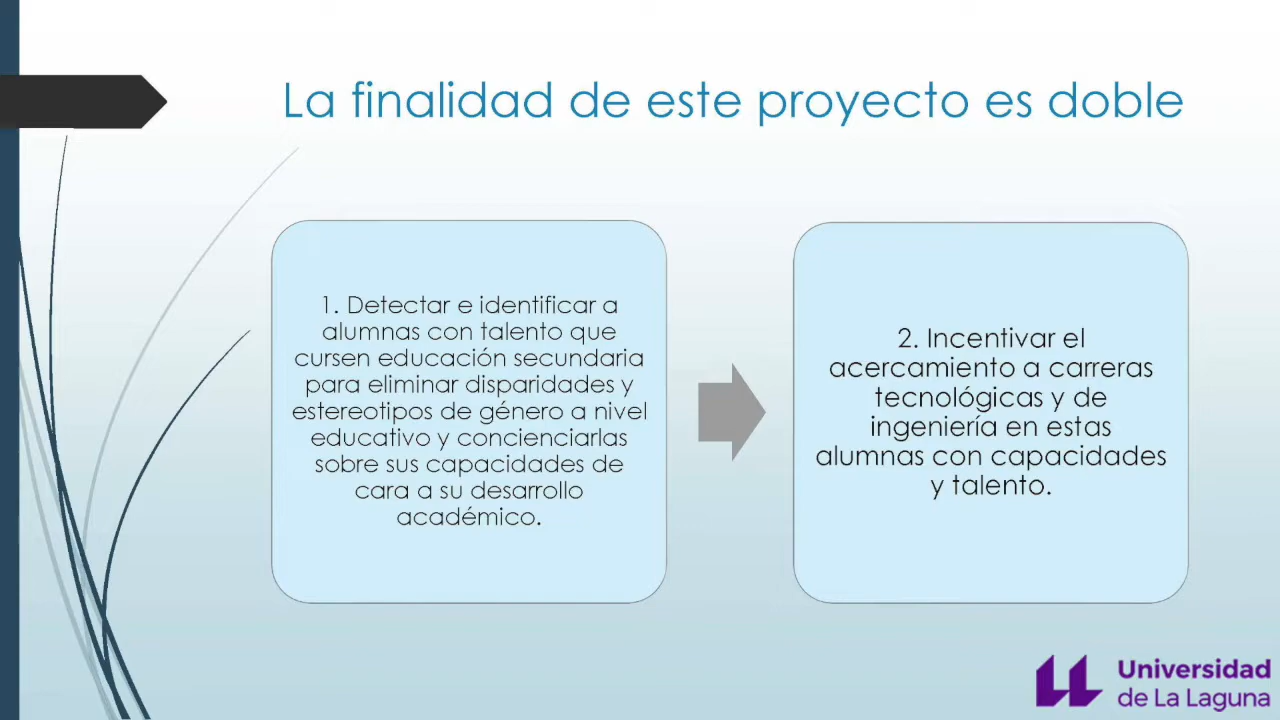 La finalidad de este proyecto es doble
1. Detectar e identificar a
alumnas con talento que
cursen educación secundaria
para eliminar disparidades y
estereotipos de género a nivel
educativo y concienciarlas
sobre sus capacidades de
cara a su desarrollo
académico.
2. Incentivar el
acercamiento a carreras
tecnológicas y de
ingeniería en estas
alumnas con capacidades
y talento.
Universidad
de La Laguna